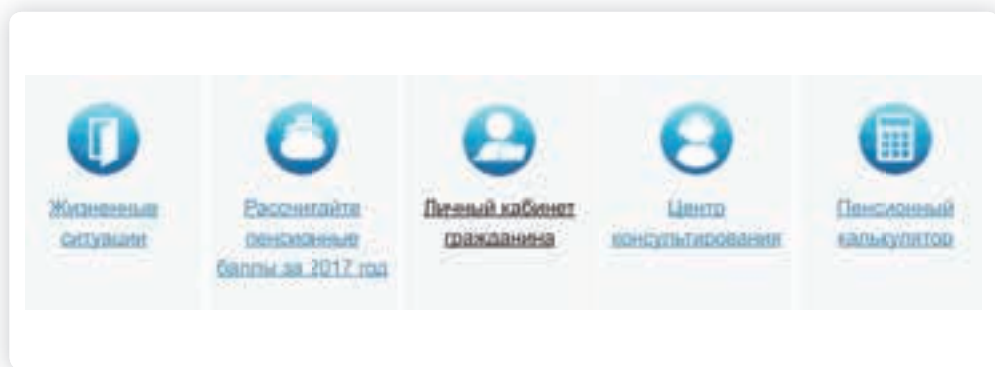 Жизненные
ситуации
Рассчитайте
пенсионные
баллы за 2017 год
Личный кабинет
гражданина
Центр
консультирования
Пенсионный
калькулятор